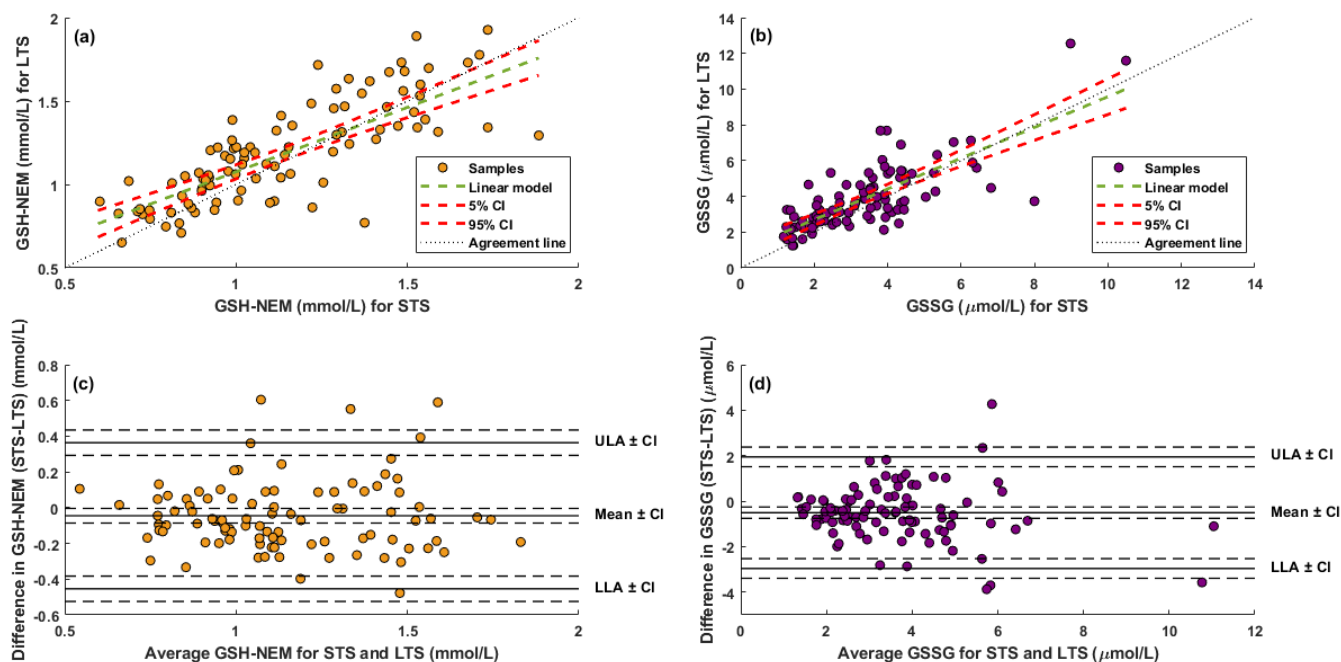 (a)
2
1.5
1
0.5
0.5
1
1.5
2
GSH-NEM (mmol/L) for LTS
GSH-NEM (mmol/L) for STS
Samples
Linear model
5% CI
95% CI
Agreement line
(b)
14
12
10
8
6
4
2
0
0
2
4
6
8
10
12
14
GSSG (μmol/L) for LTS
GSSG (μmol/L) for STS
Samples
Linear model
5% CI
95% CI
Agreement line
(c)
0.8
0.6
0.4
0.2
0
-0.2
-0.4
-0.6
0.5
1
1.5
2
Difference in GSH-NEM (STS-LTS) (mmol/L)
Average GSH-NEM for STS and LTS (mmol/L)
ULA ± CI
Mean ± CI
LLA ± CI
(d)
6
4
2
0
-2
-4
0
2
4
6
8
10
12
Difference in GSSG (STS-LTS) (μmol/L)
Average GSSG for STS and LTS (μmol/L)
ULA ± CI
Mean ± CI
LLA ± CI